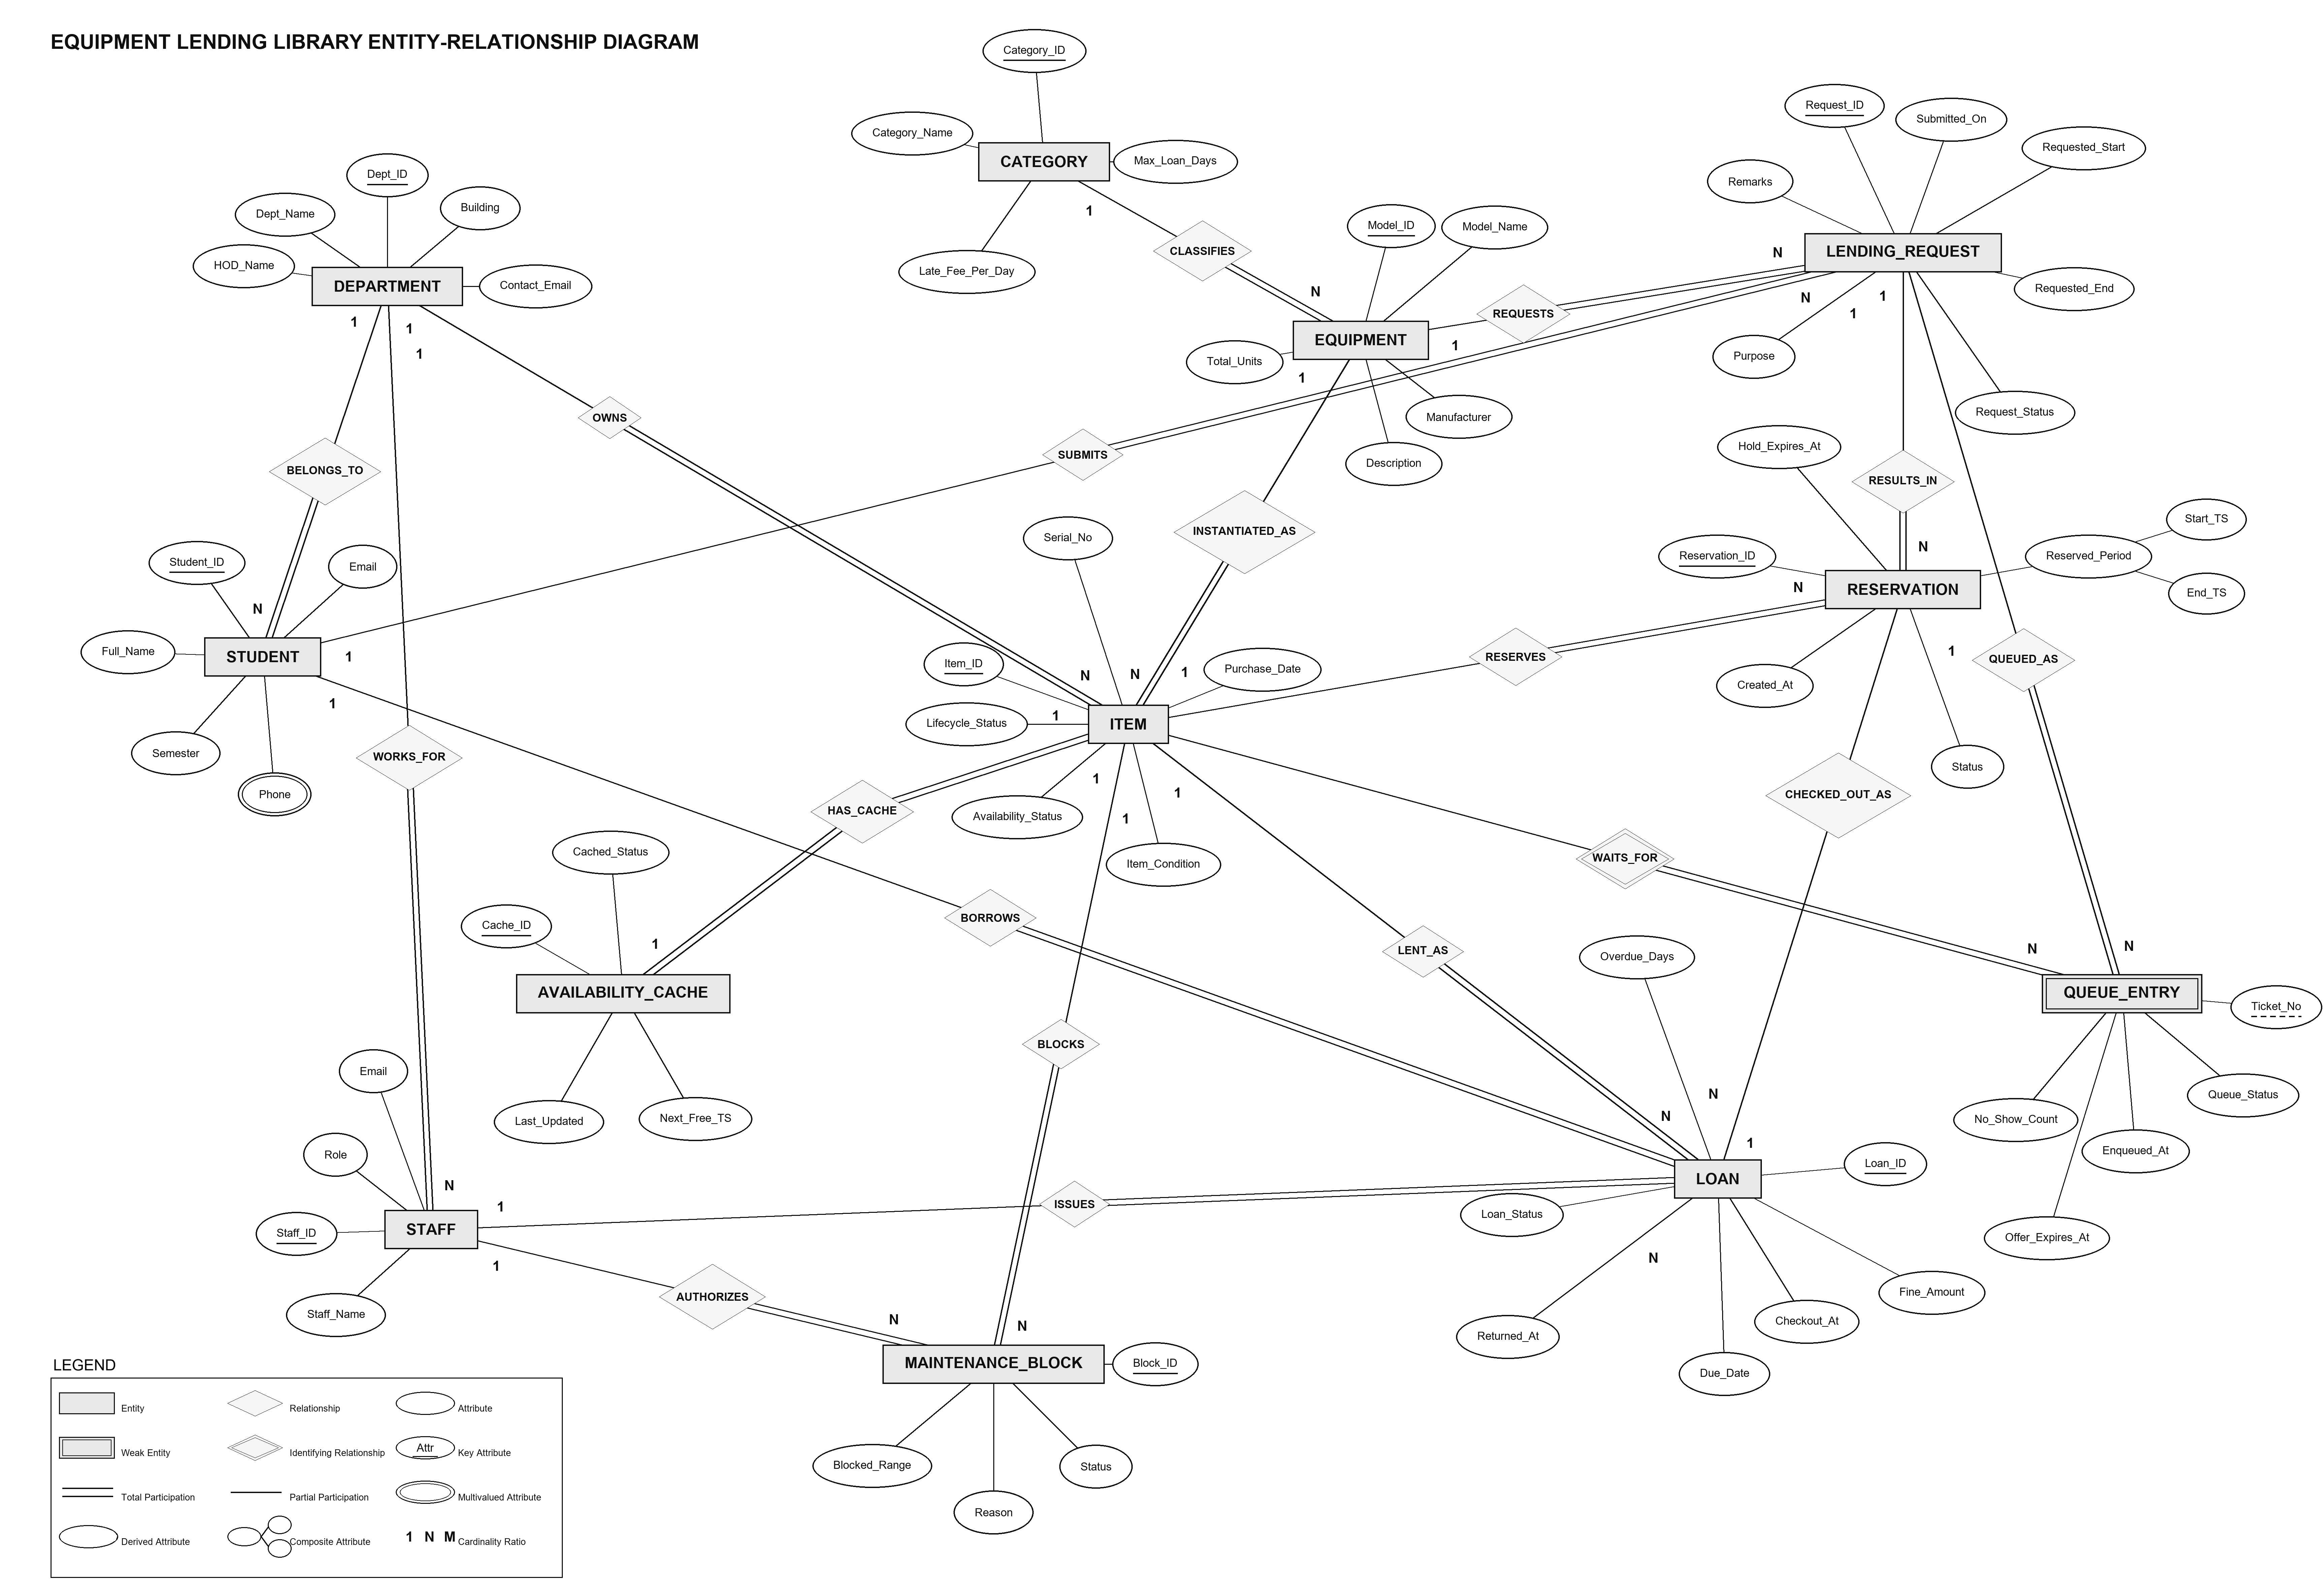 EQUIPMENT LENDING LIBRARY ENTITY-RELATIONSHIP DIAGRAM
Category_ID
Category_Name
CATEGORY
Max_Loan_Days
Late_Fee_Per_Day
1
CLASSIFIES
N
Request_ID
Submitted_On
Requested_Start
Remarks
LENDING_REQUEST
Requested_End
Purpose
Request_Status
N
N
1
1
Dept_ID
Dept_Name
Building
HOD_Name
DEPARTMENT
Contact_Email
1
1
1
Model_ID
Model_Name
EQUIPMENT
Total_Units
Manufacturer
Description
1
1
REQUESTS
OWNS
SUBMITS
BELONGS_TO
INSTANTIATED_AS
RESULTS_IN
N
Hold_Expires_At
Reservation_ID
RESERVATION
Reserved_Period
Start_TS
End_TS
Created_At
Status
N
1
Student_ID
Email
Full_Name
STUDENT
Semester
Phone
N
1
1
Serial_No
Item_ID
Purchase_Date
Lifecycle_Status
ITEM
Availability_Status
Item_Condition
N
N
1
1
1
1
1
RESERVES
QUEUED_AS
WORKS_FOR
HAS_CACHE
CHECKED_OUT_AS
WAITS_FOR
BORROWS
LENT_AS
BLOCKS
Cached_Status
Cache_ID
1
AVAILABILITY_CACHE
Last_Updated
Next_Free_TS
N
N
QUEUE_ENTRY
Ticket_No
No_Show_Count
Enqueued_At
Queue_Status
Offer_Expires_At
Overdue_Days
N
N
1
LOAN
Loan_ID
Loan_Status
N
Returned_At
Due_Date
Checkout_At
Fine_Amount
Email
Role
Staff_ID
STAFF
Staff_Name
N
1
1
ISSUES
AUTHORIZES
N
N
MAINTENANCE_BLOCK
Block_ID
Blocked_Range
Reason
Status
LEGEND
Entity
Relationship
Attribute
Weak Entity
Identifying Relationship
Attr
Key Attribute
Total Participation
Partial Participation
Multivalued Attribute
Derived Attribute
Composite Attribute
1 N M
Cardinality Ratio